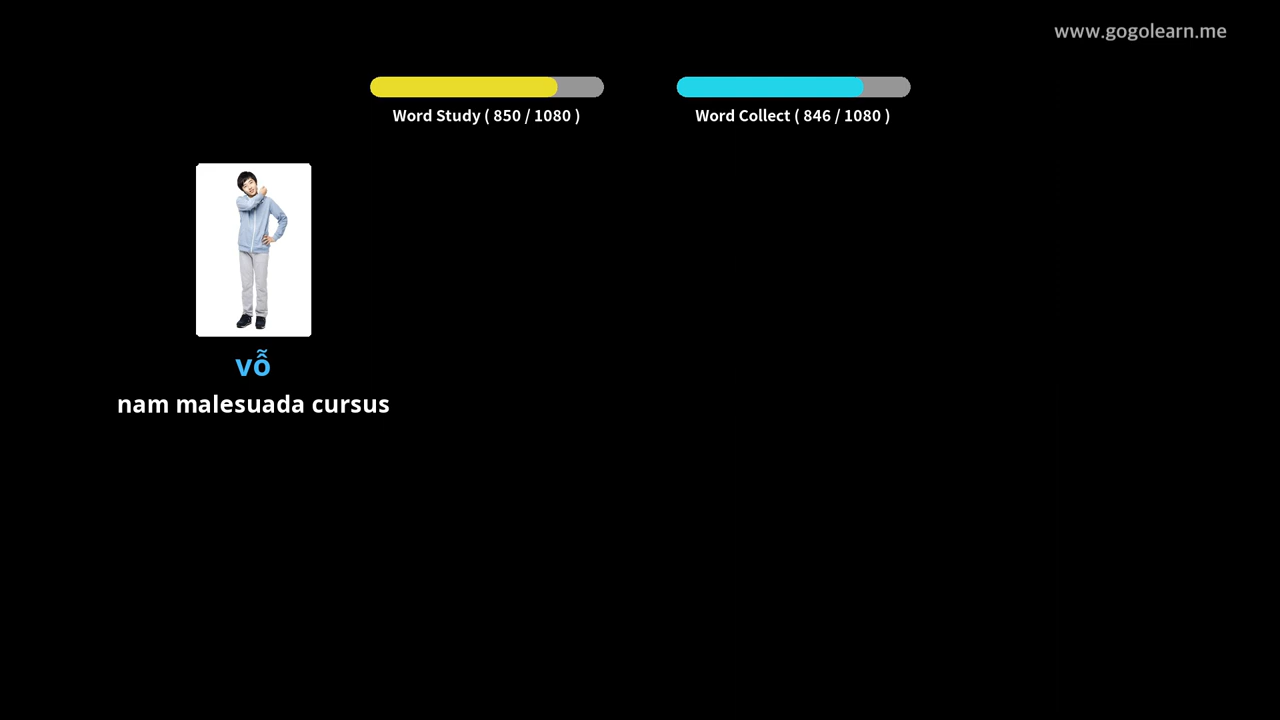 www.gogolearn.me
Word Study ( 850 / 1080 )
Word Collect ( 846 / 1080 )
vỗ
nam malesuada cursus